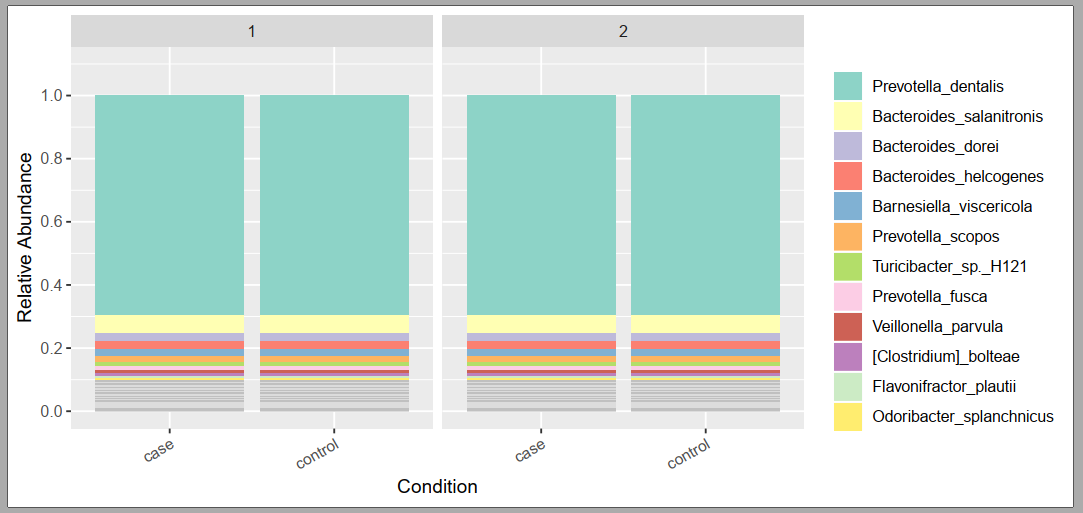 1
2
1.0
0.8
0.6
0.4
0.2
0.0
Relative Abundance
case
control
case
control
Condition
Prevotella_dentalis
Bacteroides_salanitronis
Bacteroides_dorei
Bacteroides_helcogenes
Barnesiella_viscericola
Prevotella_scopos
Turicibacter_sp._H121
Prevotella_fusca
Veillonella_parvula
[Clostridium]_bolteae
Flavonifractor_plautii
Odoribacter_splanchnicus